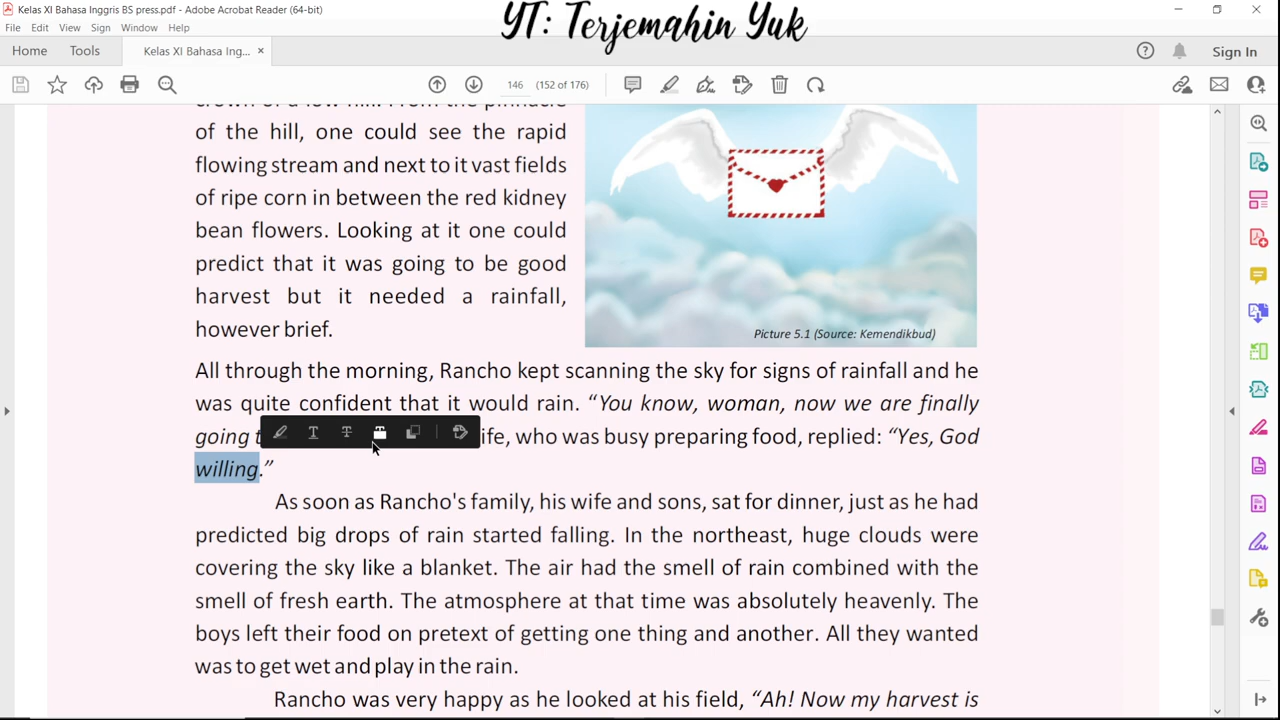 Kelas XI Bahasa Inggris BS press.pdf - Adobe Acrobat Reader (64-bit)
YT: Terjemahin Yuk
File Edit View Sign Window Help
Home Tools Kelas XI Bahasa Ing... × Sign In
146 (152 of 176)
crown of a low hill. From the pinnacle
of the hill, one could see the rapid
flowing stream and next to it vast fields
of ripe corn in between the red kidney
bean flowers. Looking at it one could
predict that it was going to be good
harvest but it needed a rainfall,
however brief.
Picture 5.1 (Source: Kemendikbud)
All through the morning, Rancho kept scanning the sky for signs of rainfall and he
was quite confident that it would rain. “You know, woman, now we are finally
going ife, who was busy preparing food, replied: “Yes, God
willing.”
As soon as Rancho's family, his wife and sons, sat for dinner, just as he had
predicted big drops of rain started falling. In the northeast, huge clouds were
covering the sky like a blanket. The air had the smell of rain combined with the
smell of fresh earth. The atmosphere at that time was absolutely heavenly. The
boys left their food on pretext of getting one thing and another. All they wanted
was to get wet and play in the rain.
Rancho was very happy as he looked at his field, “Ah! Now my harvest is